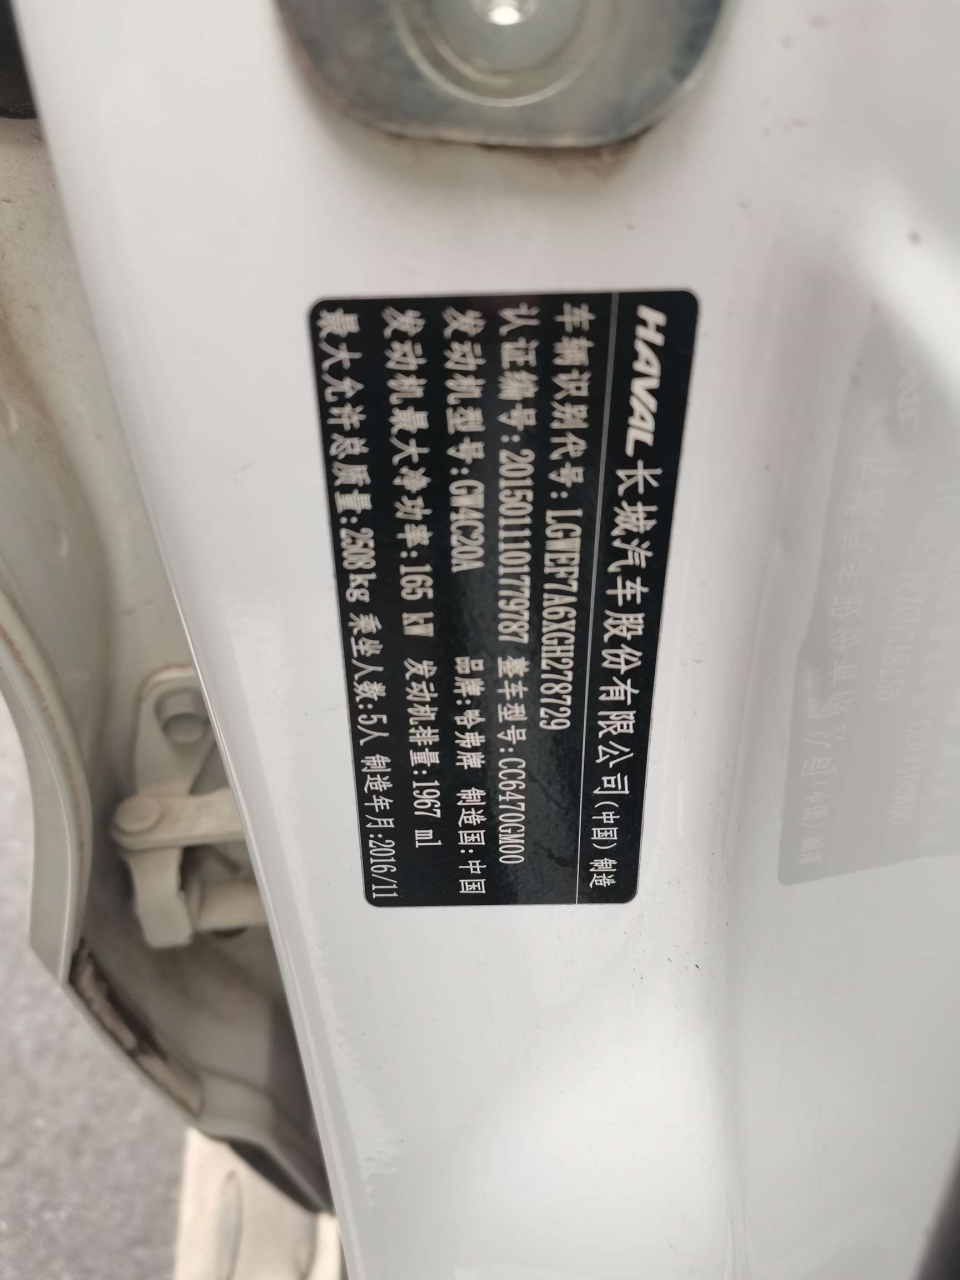 HAVAL 长城汽车股份有限公司(中国)制造
车辆识别代号:LGWEF7A6XGH278729
认证编号:2015011101779787 整车型号:CC6470GM00
发动机型号:GW4C20A 品牌:哈弗牌 制造国:中国
发动机最大净功率:165 kW 发动机排量:1967 ml
最大允许总质量:2508kg 乘坐人数:5人 制造年月:2016/11